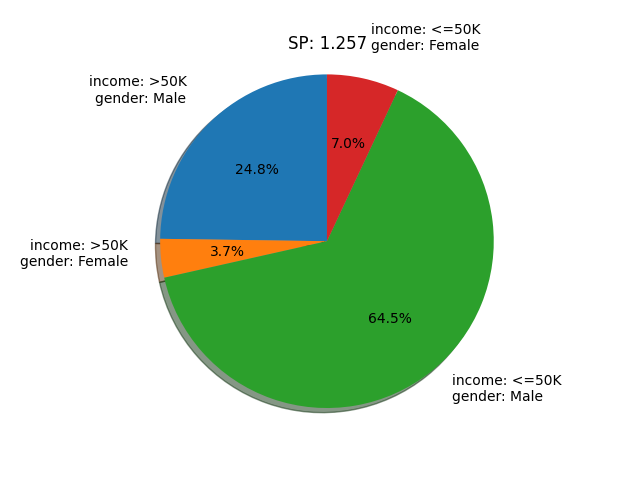 SP: 1.257
income: <=50K
gender: Female
income: >50K
gender: Male
7.0%
24.8%
income: >50K
gender: Female
3.7%
64.5%
income: <=50K
gender: Male